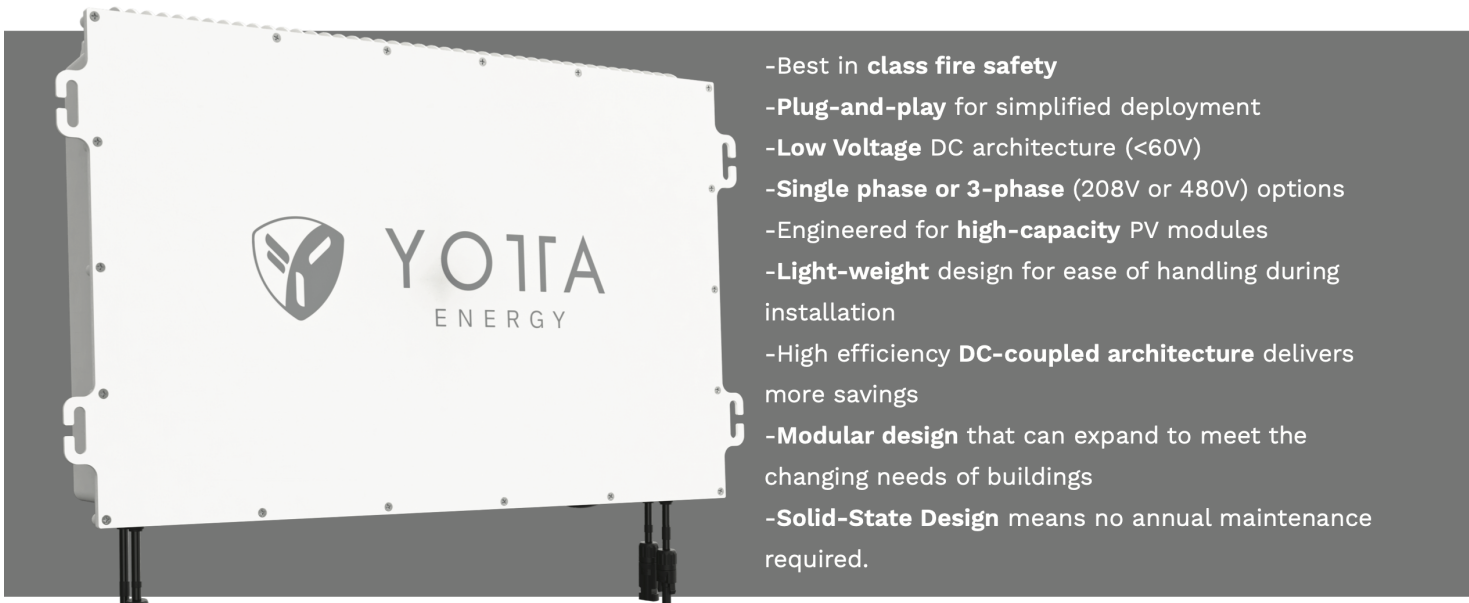 YOTTA
ENERGY
-Best in class fire safety
-Plug-and-play for simplified deployment
-Low Voltage DC architecture (<60V)
-Single phase or 3-phase (208V or 480V) options
-Engineered for high-capacity PV modules
-Light-weight design for ease of handling during
installation
-High efficiency DC-coupled architecture delivers
more savings
-Modular design that can expand to meet the
changing needs of buildings
-Solid-State Design means no annual maintenance
required.